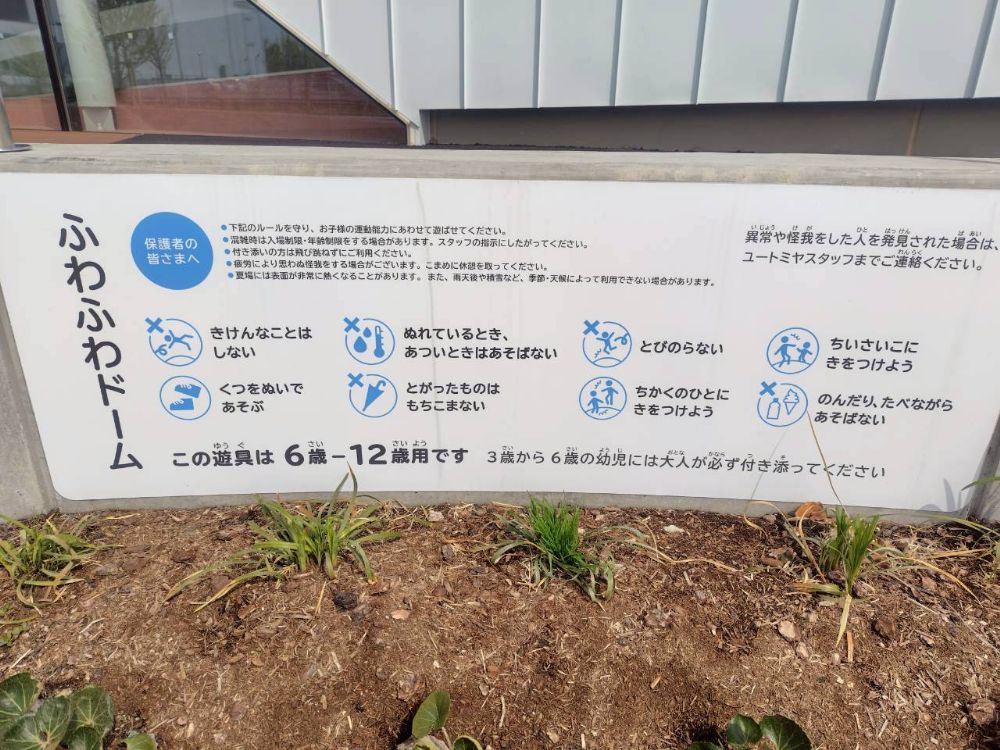 ふわふわドーム
保護者の
皆さまへ
●下記のルールを守り、お子様の運動能力にあわせて遊ばせてください。
●混雑時は入場制限・年齢制限をする場合があります。スタッフの指示にしたがってください。
●付き添いの方は飛び跳ねずにご利用ください。
●疲労により思わぬ怪我をする場合がございます。こまめに休憩を取ってください。
●夏場には表面が非常に熱くなることがあります。また、雨天後や積雪など、季節・天候によって利用できない場合があります。
異常や怪我をした人を発見された場合は、
ユートミヤスタッフまでご連絡ください。
きけんなことは
しない
ぬれているとき、
あついときはあそばない
とびのらない
ちいさいこに
きをつけよう
くつをぬいで
あそぶ
とがったものは
もちこまない
ちかくのひとに
きをつけよう
のんだり、たべながら
あそばない
この遊具は 6歳−12歳用です 3歳から6歳の幼児には大人が必ず付き添ってください